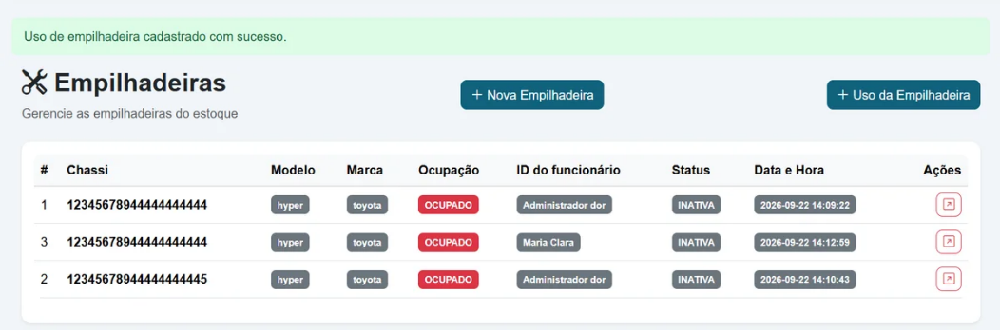 Uso de empilhadeira cadastrado com sucesso.
Empilhadeiras
Gerencie as empilhadeiras do estoque
+ Nova Empilhadeira
+ Uso da Empilhadeira
# Chassi Modelo Marca Ocupação ID do funcionário Status Data e Hora Ações
1 12345678944444444444 hyper toyota OCUPADO Administrador dor INATIVA 2026-09-22 14:09:22
3 12345678944444444444 hyper toyota OCUPADO Maria Clara INATIVA 2026-09-22 14:12:59
2 12345678944444444445 hyper toyota OCUPADO Administrador dor INATIVA 2026-09-22 14:10:43